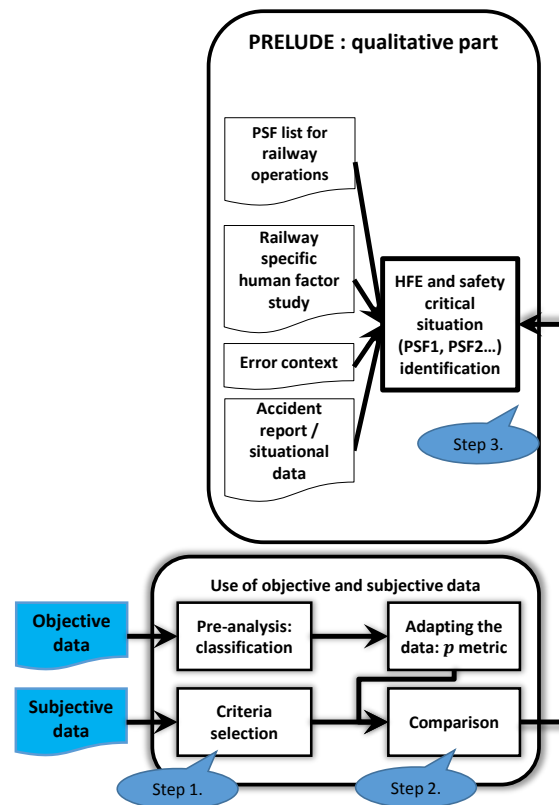 PRELUDE : qualitative part
PSF list for
railway
operations
Railway
specific
human factor
study
Error context
Accident
report /
situational
data
HFE and safety
critical
situation
(PSF1, PSF2...)
identification
Step 3.
Use of objective and subjective data
Objective
data
Pre-analysis:
classification
Adapting the
data: p metric
Subjective
data
Criteria
selection
Comparison
Step 1.
Step 2.